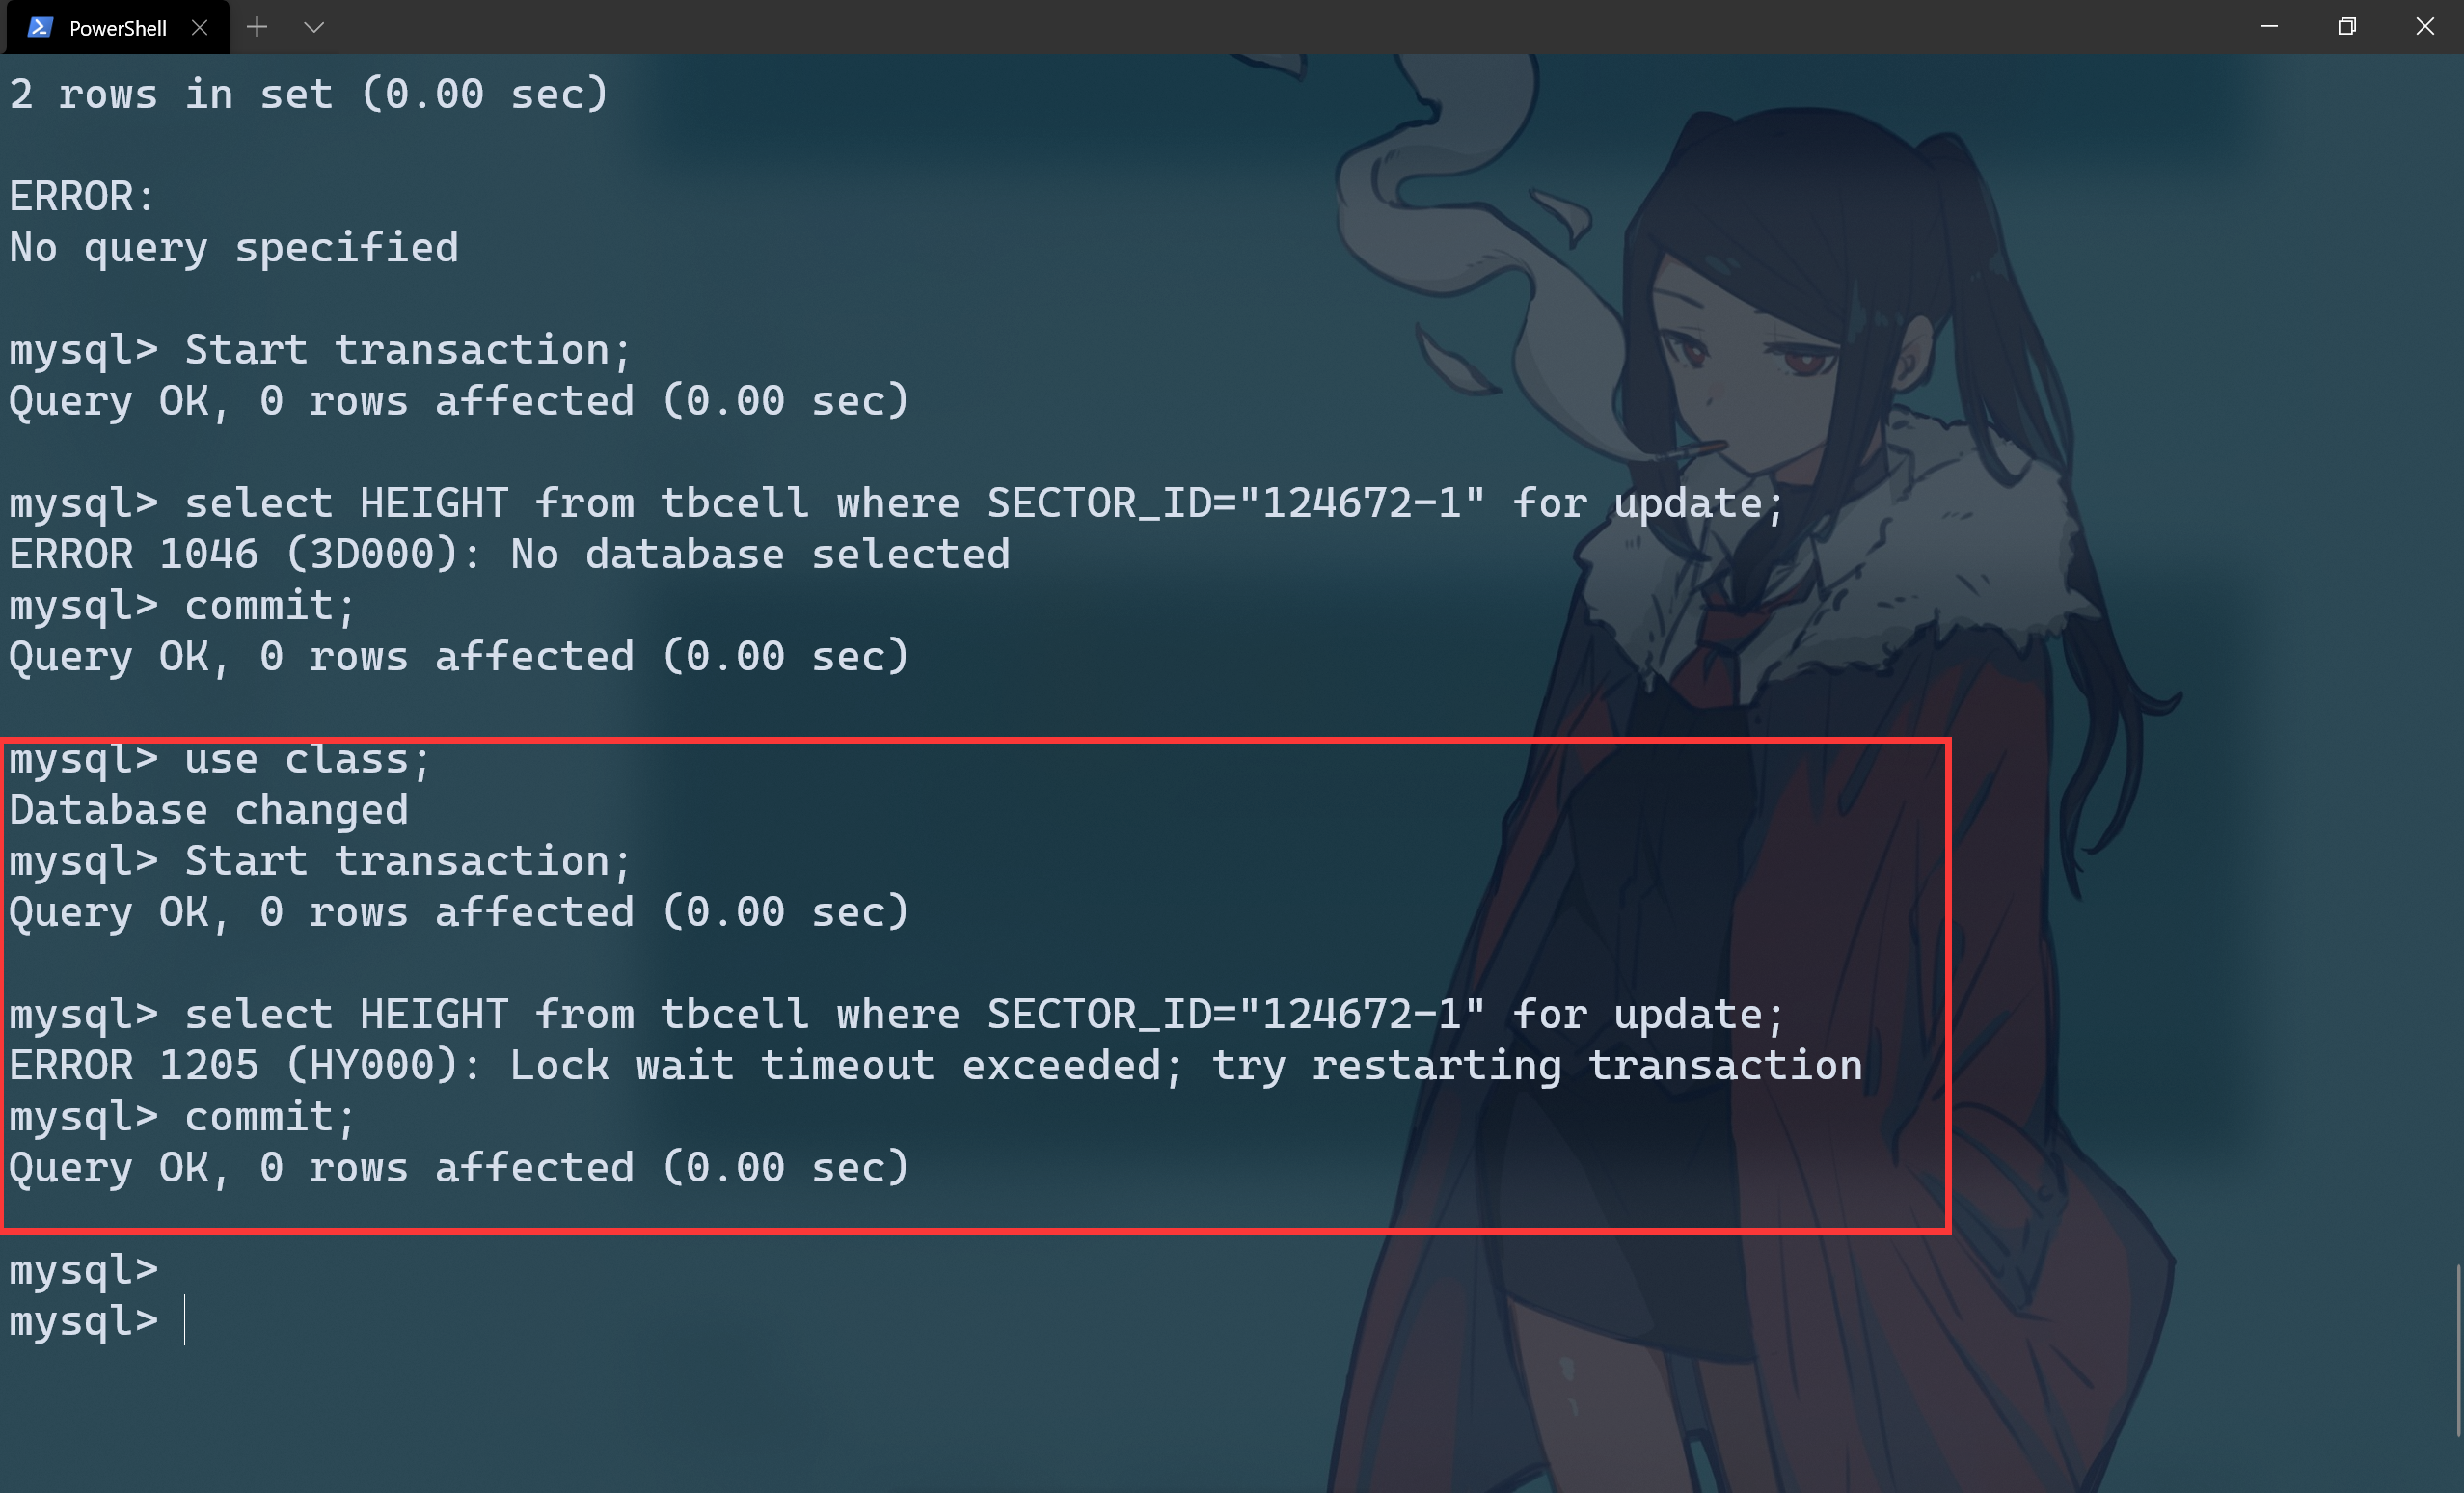 PowerShell
2 rows in set (0.00 sec)
ERROR:
No query specified
mysql> Start transaction;
Query OK, 0 rows affected (0.00 sec)
mysql> select HEIGHT from tbcell where SECTOR_ID="124672-1" for update;
ERROR 1046 (3D000): No database selected
mysql> commit;
Query OK, 0 rows affected (0.00 sec)
mysql> use class;
Database changed
mysql> Start transaction;
Query OK, 0 rows affected (0.00 sec)
mysql> select HEIGHT from tbcell where SECTOR_ID="124672-1" for update;
ERROR 1205 (HY000): Lock wait timeout exceeded; try restarting transaction
mysql> commit;
Query OK, 0 rows affected (0.00 sec)
mysql>
mysql>